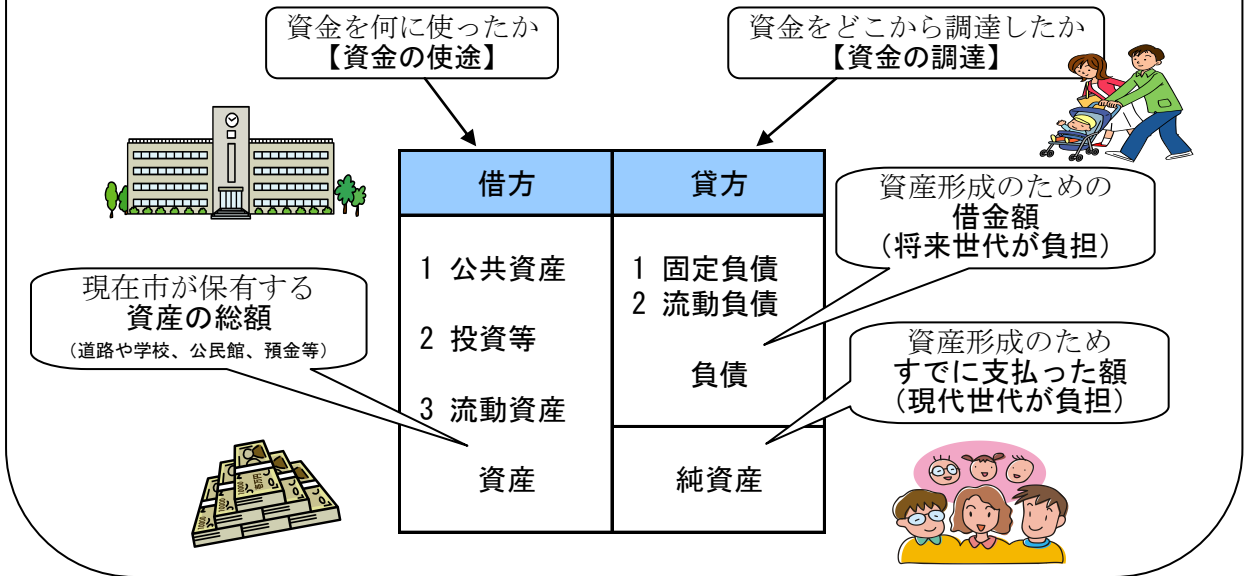 資金を何に使ったか
【資金の使途】
資金をどこから調達したか
【資金の調達】
借方
貸方
1 公共資産
2 投資等
3 流動資産
資産
1 固定負債
2 流動負債
負債
純資産
現在市が保有する
資産の総額
（道路や学校、公民館、預金等）
資産形成のための
借金額
（将来世代が負担）
資産形成のため
すでに支払った額
（現代世代が負担）